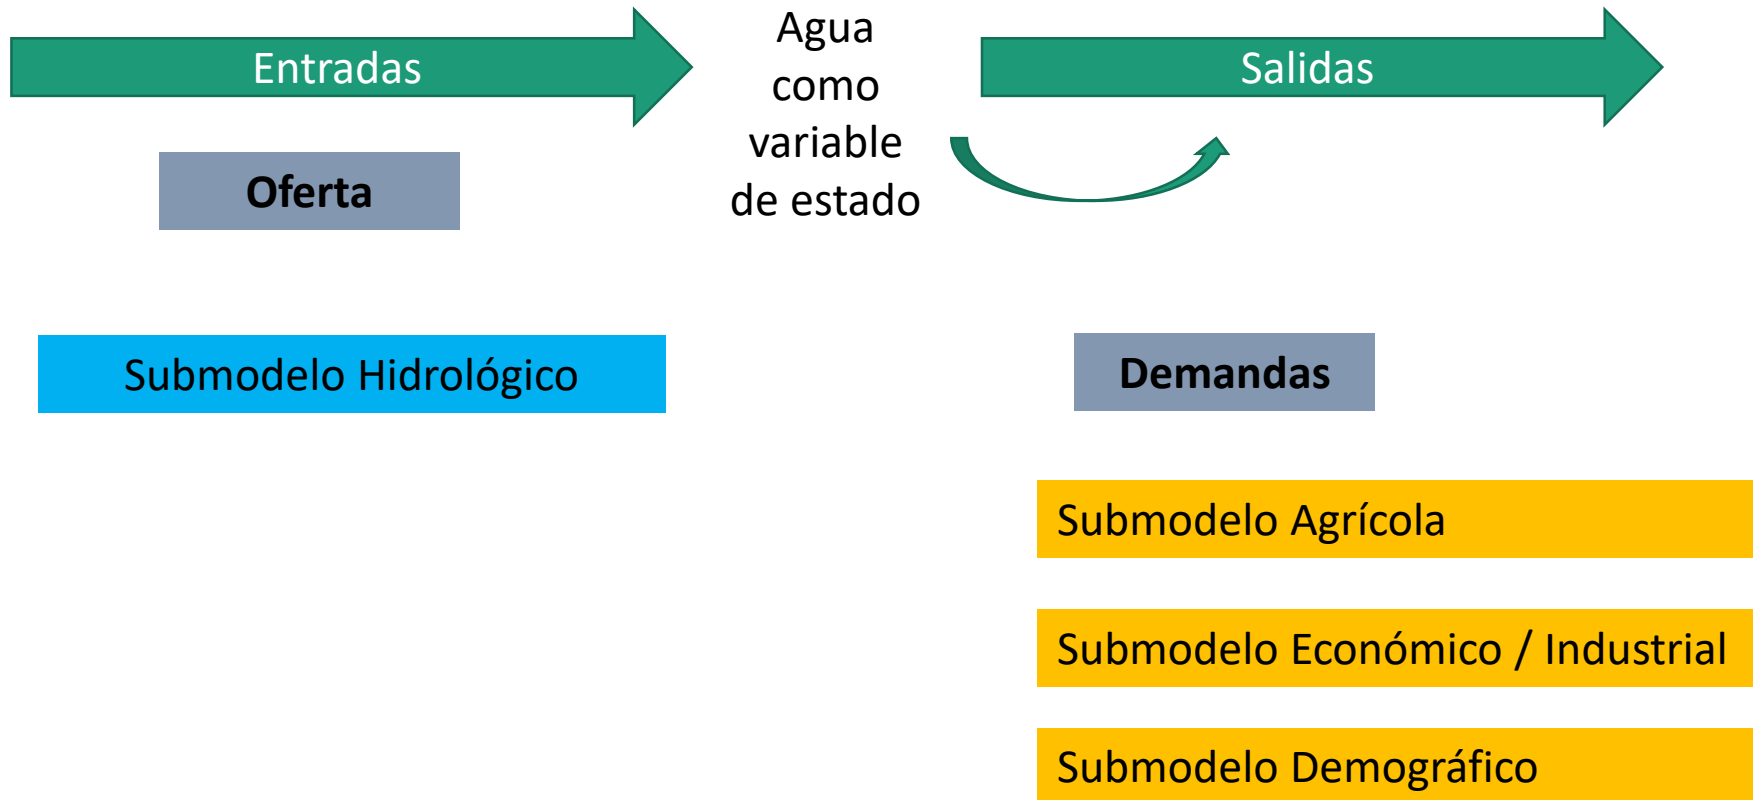 Entradas
Agua
como
variable
de estado
Salidas
Oferta
Submodelo Hidrológico
Demandas
Submodelo Agrícola
Submodelo Económico / Industrial
Submodelo Demográfico